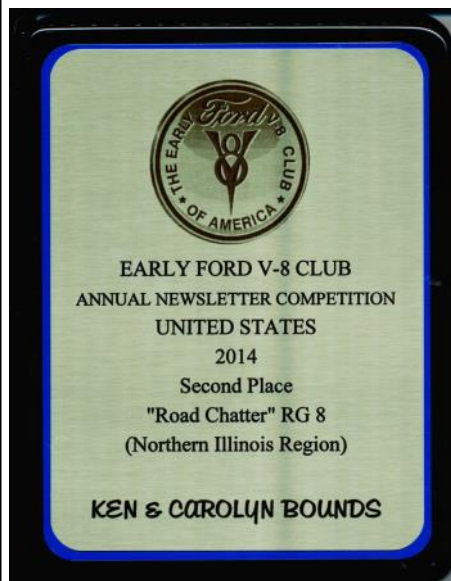 THE EARLY Ford V-8 CLUB
OF AMERICA
V8
EARLY FORD V-8 CLUB
ANNUAL NEWSLETTER COMPETITION
UNITED STATES
2014
Second Place
"Road Chatter" RG 8
(Northern Illinois Region)
KEN & CAROLYN BOUNDS